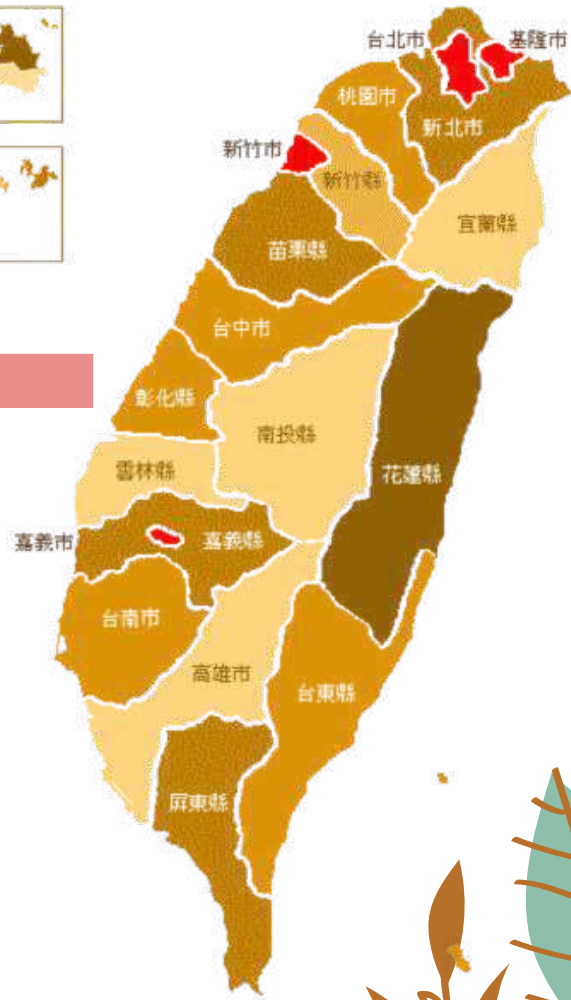 台北市
基隆市
桃園市
新北市
新竹市
新竹縣
宜蘭縣
苗栗縣
台中市
彰化縣
南投縣
雲林縣
花蓮縣
嘉義市
嘉義縣
台南市
高雄市
台東縣
屏東縣